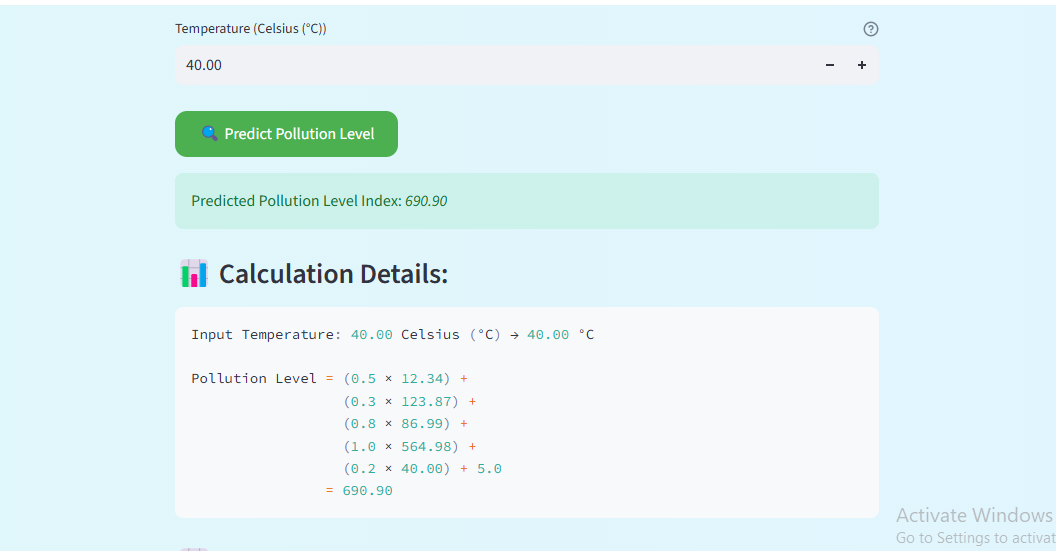 Temperature (Celsius (°C))
40.00
Predict Pollution Level
Predicted Pollution Level Index: 690.90
Calculation Details:
Input Temperature: 40.00 Celsius (°C) → 40.00 °C
Pollution Level = (0.5 × 12.34) +
(0.3 × 123.87) +
(0.8 × 86.99) +
(1.0 × 564.98) +
(0.2 × 40.00) + 5.0
= 690.90
Activate Windows
Go to Settings to activat